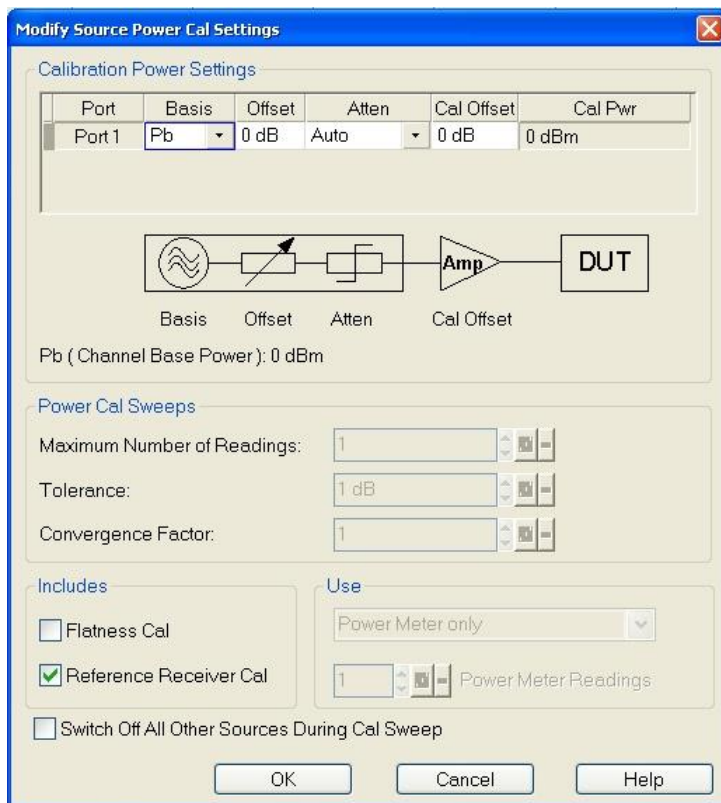 Modify Source Power Cal Settings
Calibration Power Settings
Port Basis Offset Atten Cal Offset Cal Pwr
Port 1 Pb 0 dB Auto 0 dB 0 dBm
Amp DUT
Basis Offset Atten Cal Offset
Pb ( Channel Base Power ): 0 dBm
Power Cal Sweeps
Maximum Number of Readings: 1
Tolerance: 1 dB
Convergence Factor: 1
Includes
Flatness Cal
Reference Receiver Cal
Use
Power Meter only
1 Power Meter Readings
Switch Off All Other Sources During Cal Sweep
OK Cancel Help